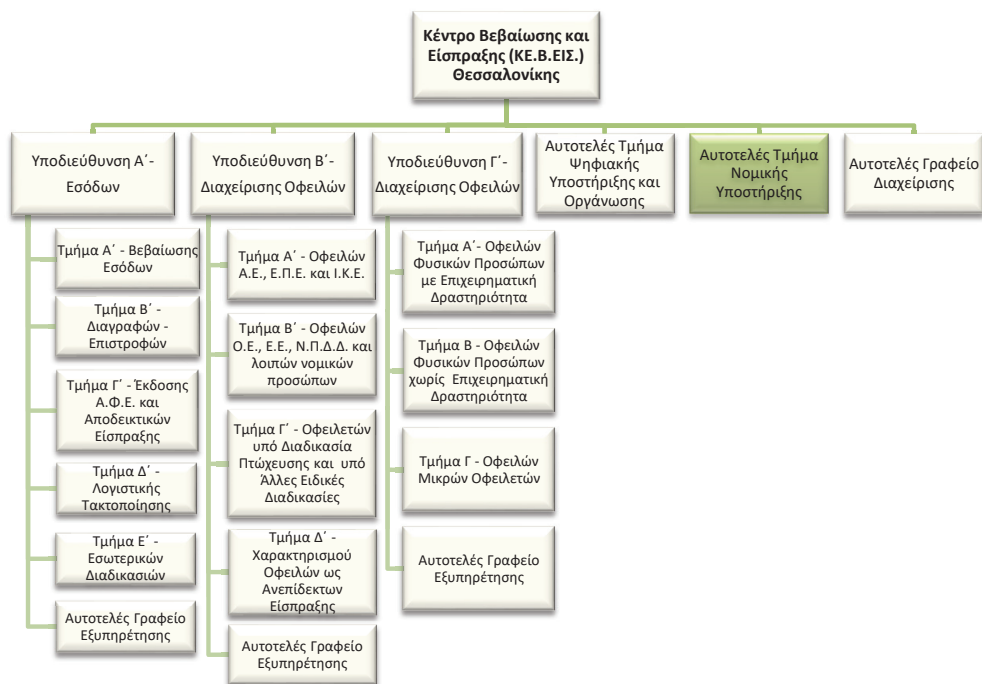 Κέντρο Βεβαίωσης και
Είσπραξης (ΚΕ.Β.ΕΙΣ.)
Θεσσαλονίκης
Υποδιεύθυνση Α΄-
Εσόδων
Υποδιεύθυνση Β΄-
Διαχείρισης Οφειλών
Υποδιεύθυνση Γ΄-
Διαχείρισης Οφειλών
Αυτοτελές Τμήμα
Ψηφιακής
Υποστήριξης και
Οργάνωσης
Αυτοτελές Τμήμα
Νομικής
Υποστήριξης
Αυτοτελές Γραφείο
Διαχείρισης
Τμήμα Α΄ - Βεβαίωσης
Εσόδων
Τμήμα Β΄ -
Διαγραφών -
Επιστροφών
Τμήμα Γ΄ - Έκδοσης
Α.Φ.Ε. και
Αποδεικτικών
Είσπραξης
Τμήμα Δ΄ -
Λογιστικής
Τακτοποίησης
Τμήμα Ε΄ -
Εσωτερικών
Διαδικασιών
Αυτοτελές Γραφείο
Εξυπηρέτησης
Τμήμα Α΄ - Οφειλών
Α.Ε., Ε.Π.Ε. και Ι.Κ.Ε.
Τμήμα Β΄ - Οφειλών
Ο.Ε., Ε.Ε., Ν.Π.Δ.Δ. και
λοιπών νομικών
προσώπων
Τμήμα Γ΄ - Οφειλετών
υπό Διαδικασία
Πτώχευσης και υπό
Άλλες Ειδικές
Διαδικασίες
Τμήμα Δ΄ -
Χαρακτηρισμού
Οφειλών ως
Ανεπίδεκτων
Είσπραξης
Αυτοτελές Γραφείο
Εξυπηρέτησης
Τμήμα Α΄- Οφειλών
Φυσικών Προσώπων
με Επιχειρηματική
Δραστηριότητα
Τμήμα Β - Οφειλών
Φυσικών Προσώπων
χωρίς Επιχειρηματική
Δραστηριότητα
Τμήμα Γ - Οφειλών
Μικρών Οφειλετών
Αυτοτελές Γραφείο
Εξυπηρέτησης